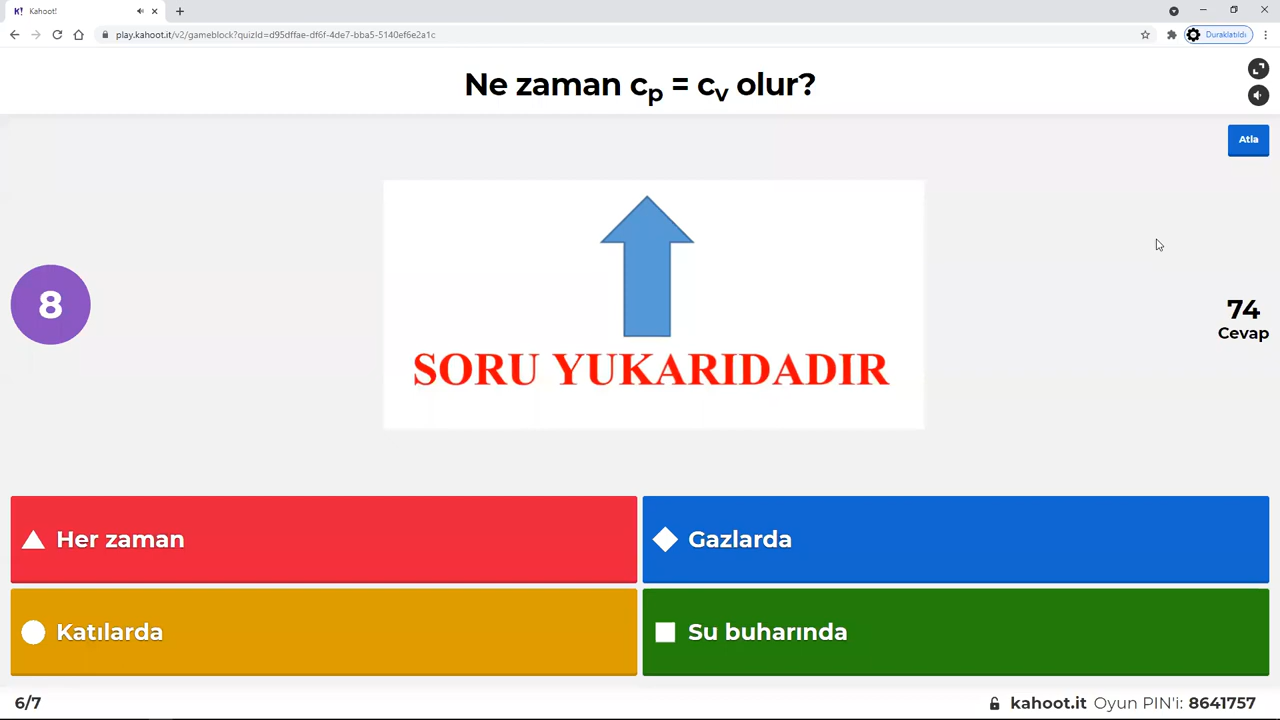 Kahoot!
play.kahoot.it/v2/gameblock?quizId=d95dffae-df6f-4de7-bba5-5140ef6e2a1c
Duraklatıldı
Ne zaman cp = cv olur?
Atla
8
SORU YUKARIDADIR
74
Cevap
Her zaman
Gazlarda
Katılarda
Su buharında
6/7
kahoot.it Oyun PIN'i: 8641757